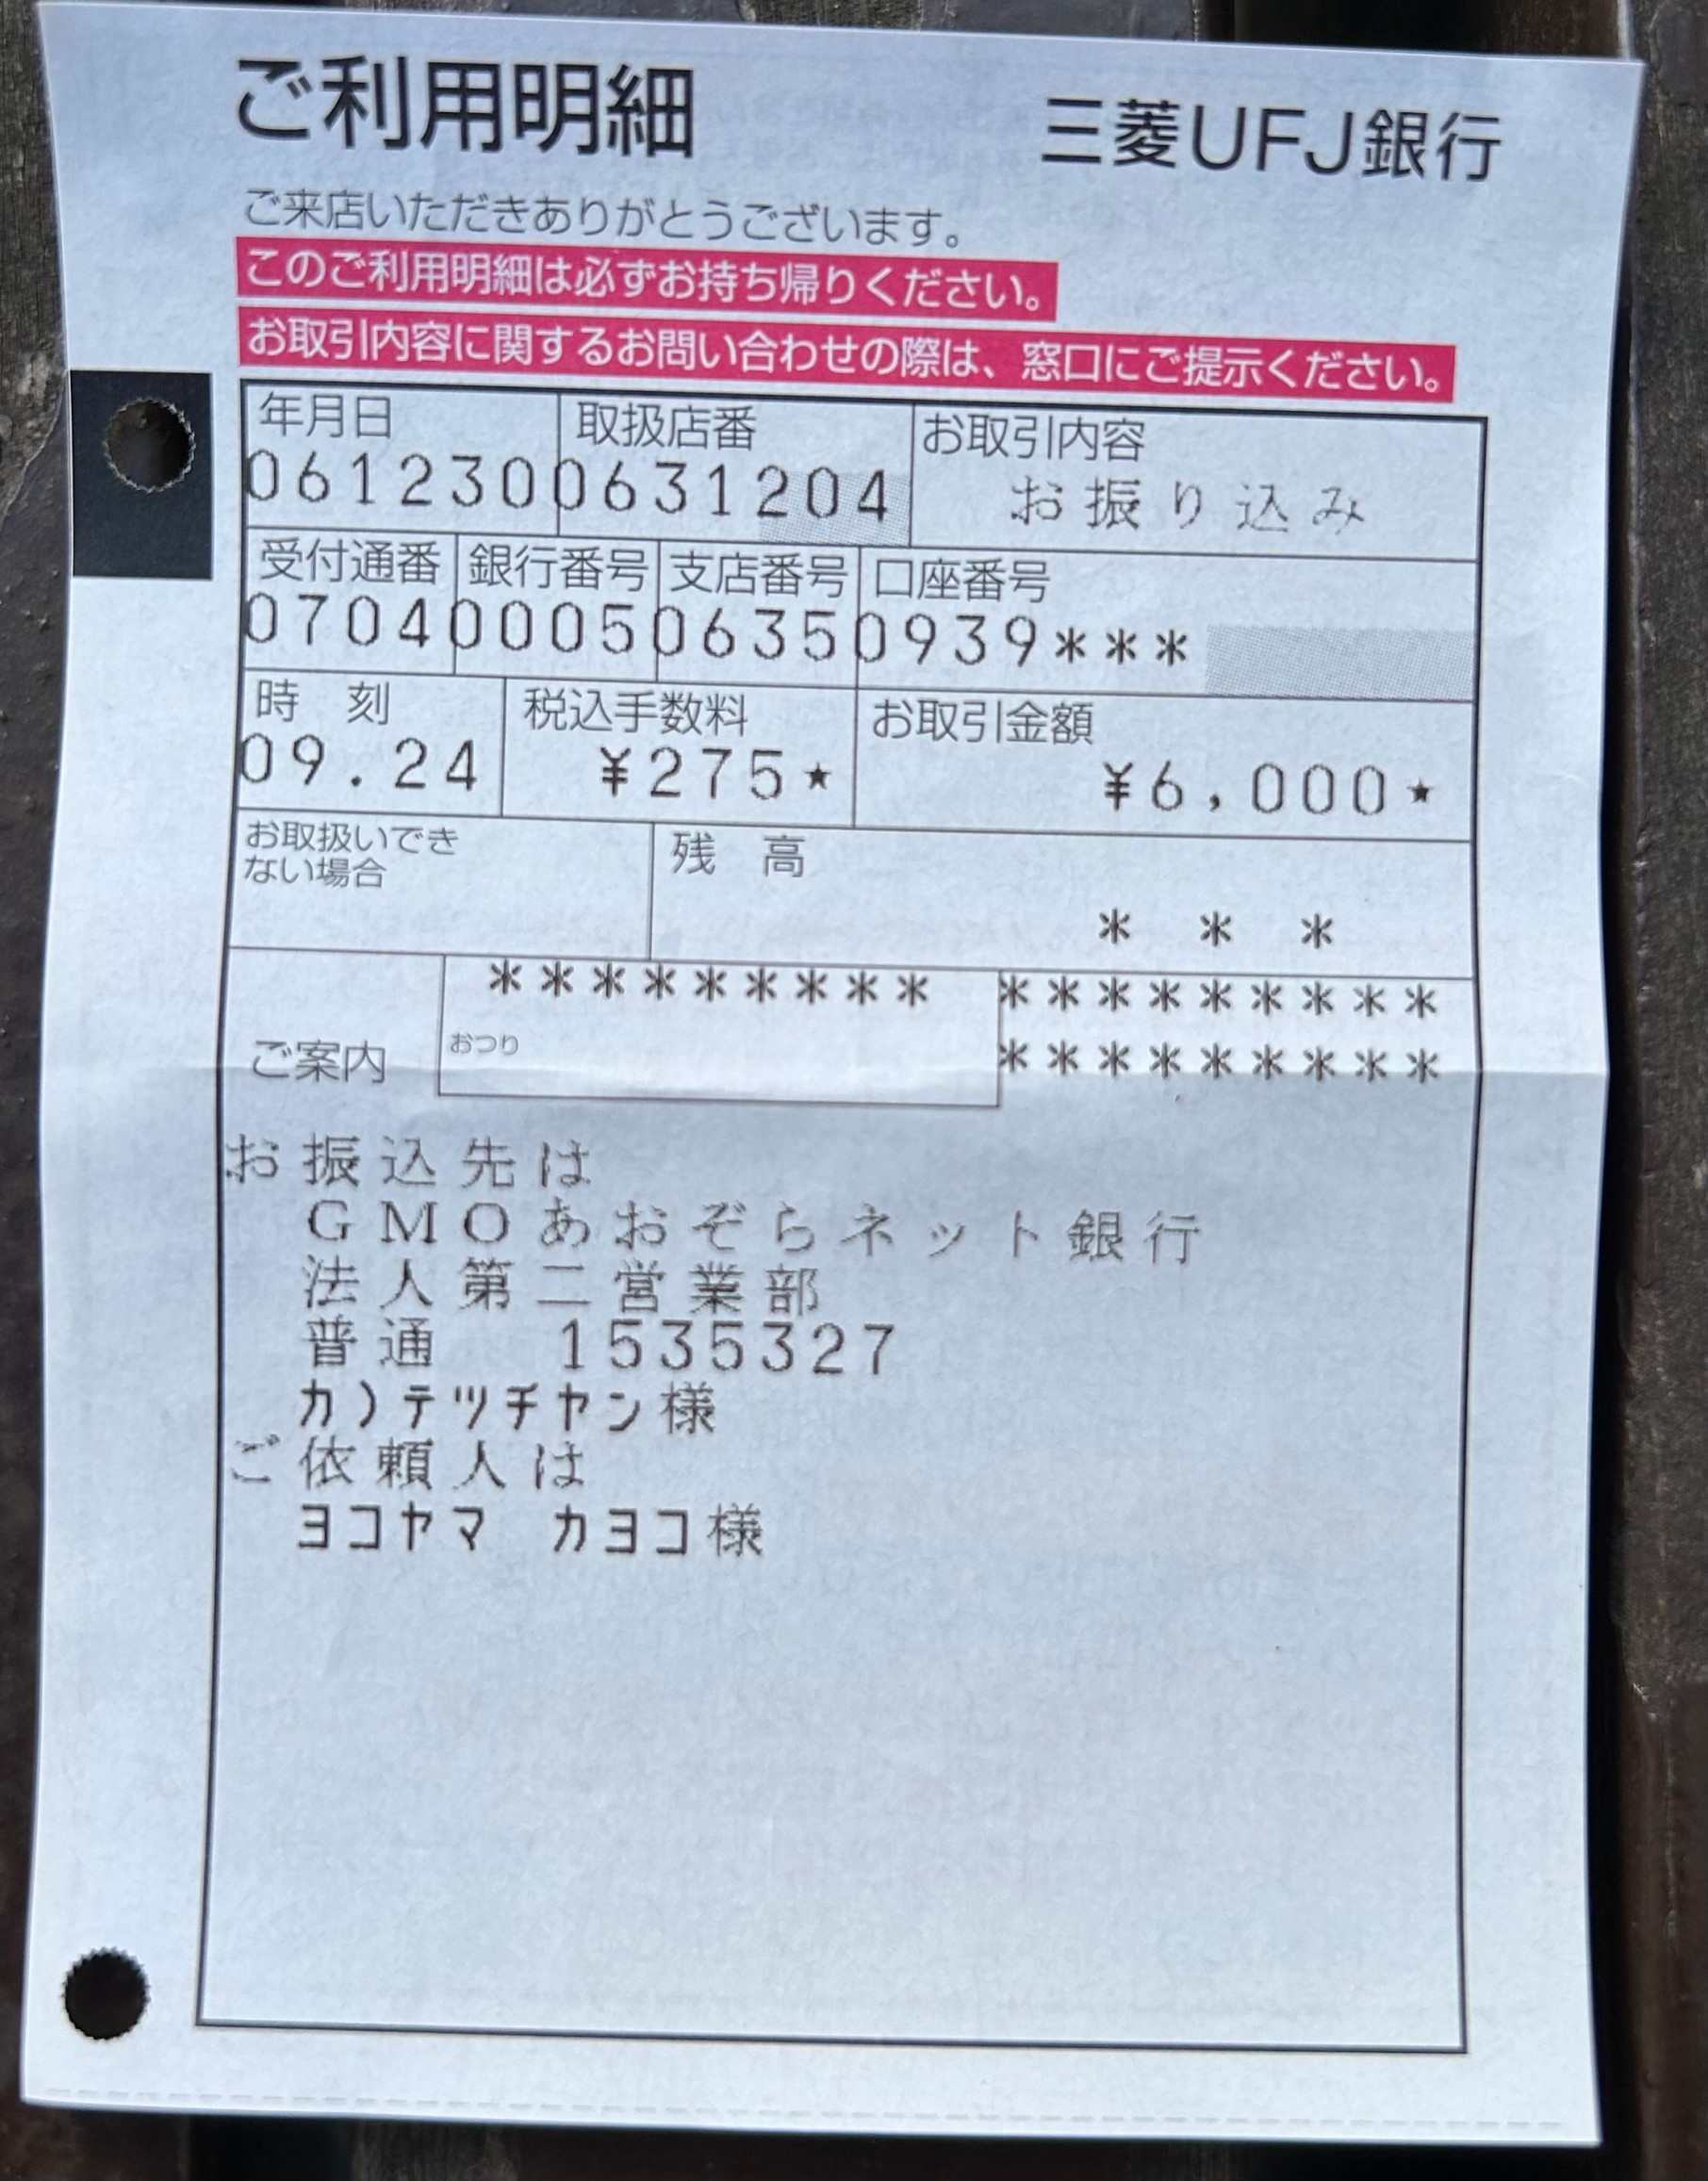 ご利用明細 三菱UFJ銀行
ご来店いただきありがとうございます。
このご利用明細は必ずお持ち帰りください。
お取引内容に関するお問い合わせの際は、窓口にご提示ください。
年月日 取扱店番 お取引内容
061230 0631204 お振り込み
受付通番 銀行番号 支店番号 口座番号
0704 0005 0635 0939***
時 刻 税込手数料 お取引金額
09.24 ¥275★ ¥6,000★
お取扱いでき 残 高
ない場合
* * *
********* *********
ご案内 おつり *********
お振込先は
GMOあおぞらネット銀行
法人第二営業部
普通 1535327
カ)テツチヤン様
ご依頼人は
ヨコヤマ カヨコ様